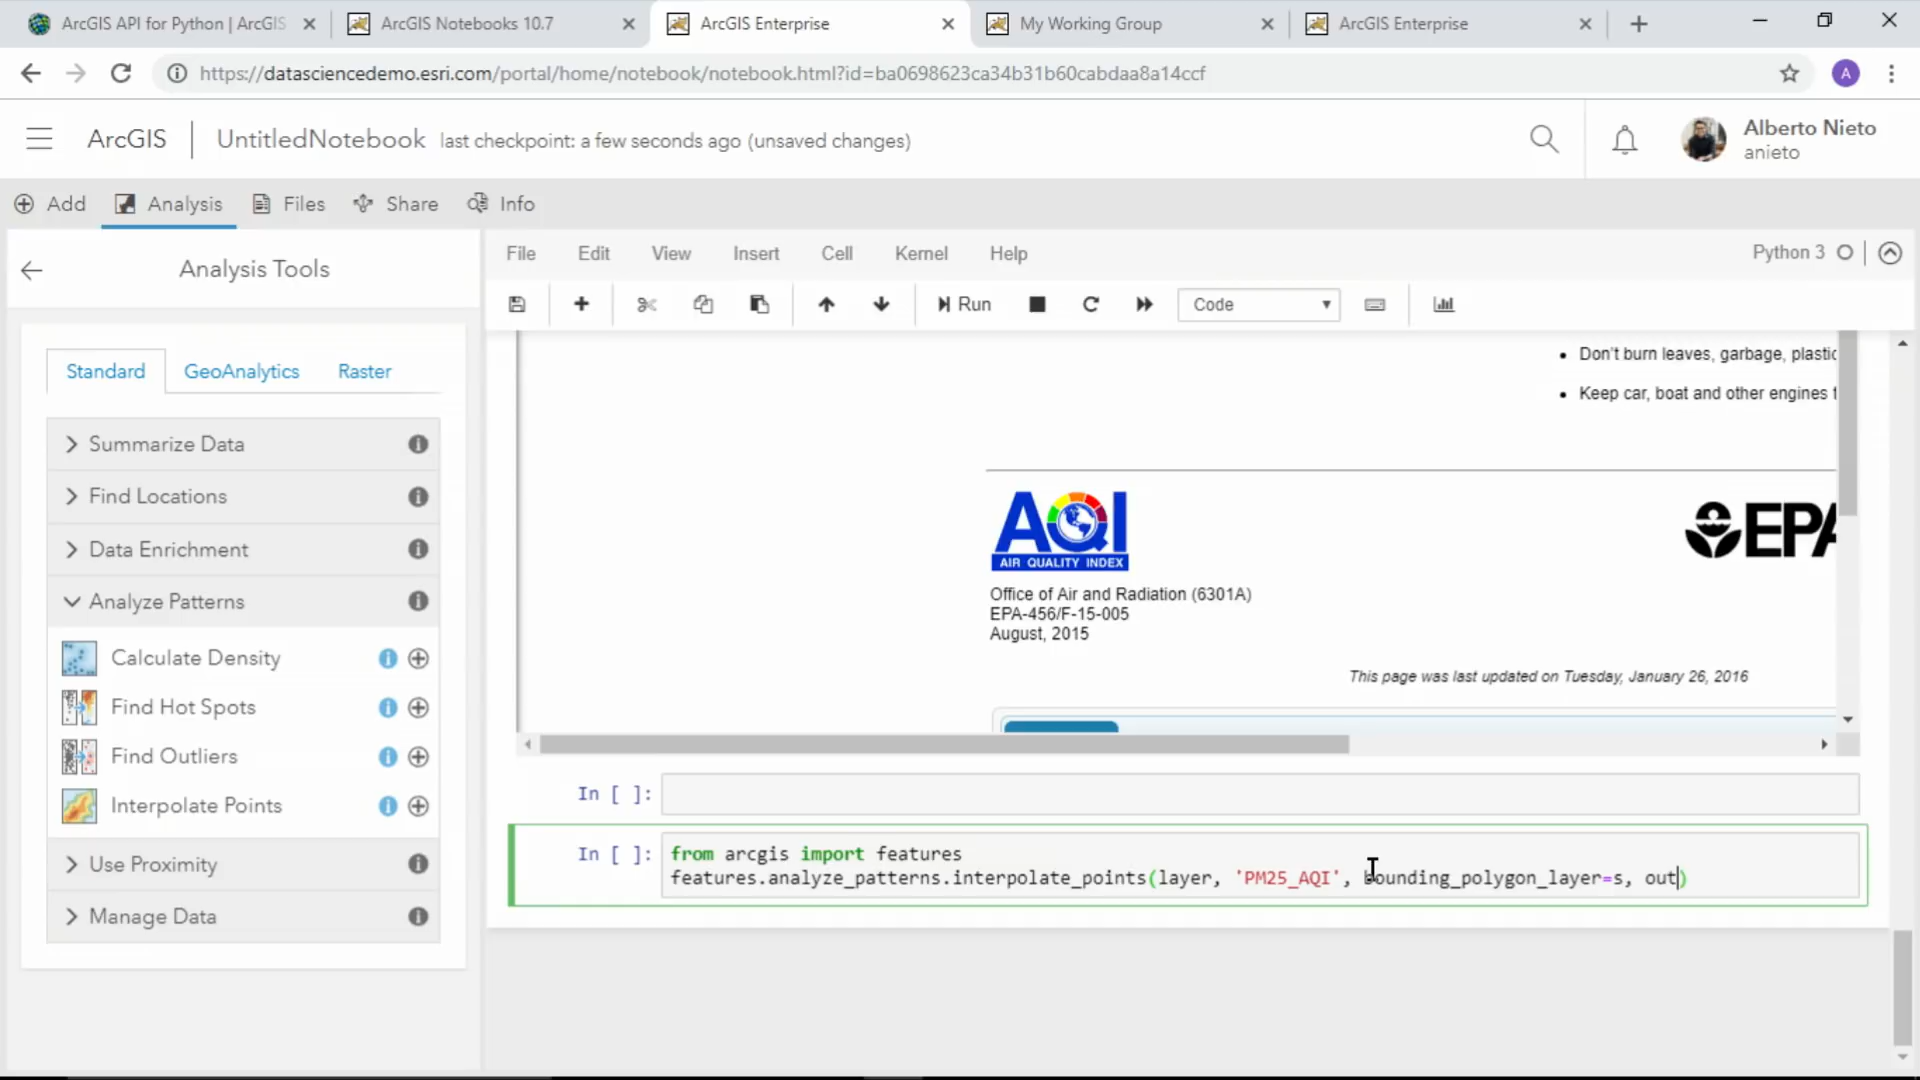 ArcGIS API for Python | ArcGIS
ArcGIS Notebooks 10.7
ArcGIS Enterprise
My Working Group
ArcGIS Enterprise
https://datasciencedemo.esri.com/portal/home/notebook/notebook.html?id=ba0698623ca34b31b60cabdaa8a14ccf
A
ArcGIS
UntitledNotebook last checkpoint: a few seconds ago (unsaved changes)
Alberto Nieto
anieto
Add
Analysis
Files
Share
Info
Analysis Tools
Standard
GeoAnalytics
Raster
Summarize Data
Find Locations
Data Enrichment
Analyze Patterns
Calculate Density
Find Hot Spots
Find Outliers
Interpolate Points
Use Proximity
Manage Data
File Edit View Insert Cell Kernel Help
Python 3
Run
Code
Don't burn leaves, garbage, plastic
Keep car, boat and other engines
AQI
AIR QUALITY INDEX
EPA
Office of Air and Radiation (6301A)
EPA-456/F-15-005
August, 2015
This page was last updated on Tuesday, January 26, 2016
In [ ]:
In [ ]:
from arcgis import features
features.analyze_patterns.interpolate_points(layer, 'PM25_AQI', bounding_polygon_layer=s, out)